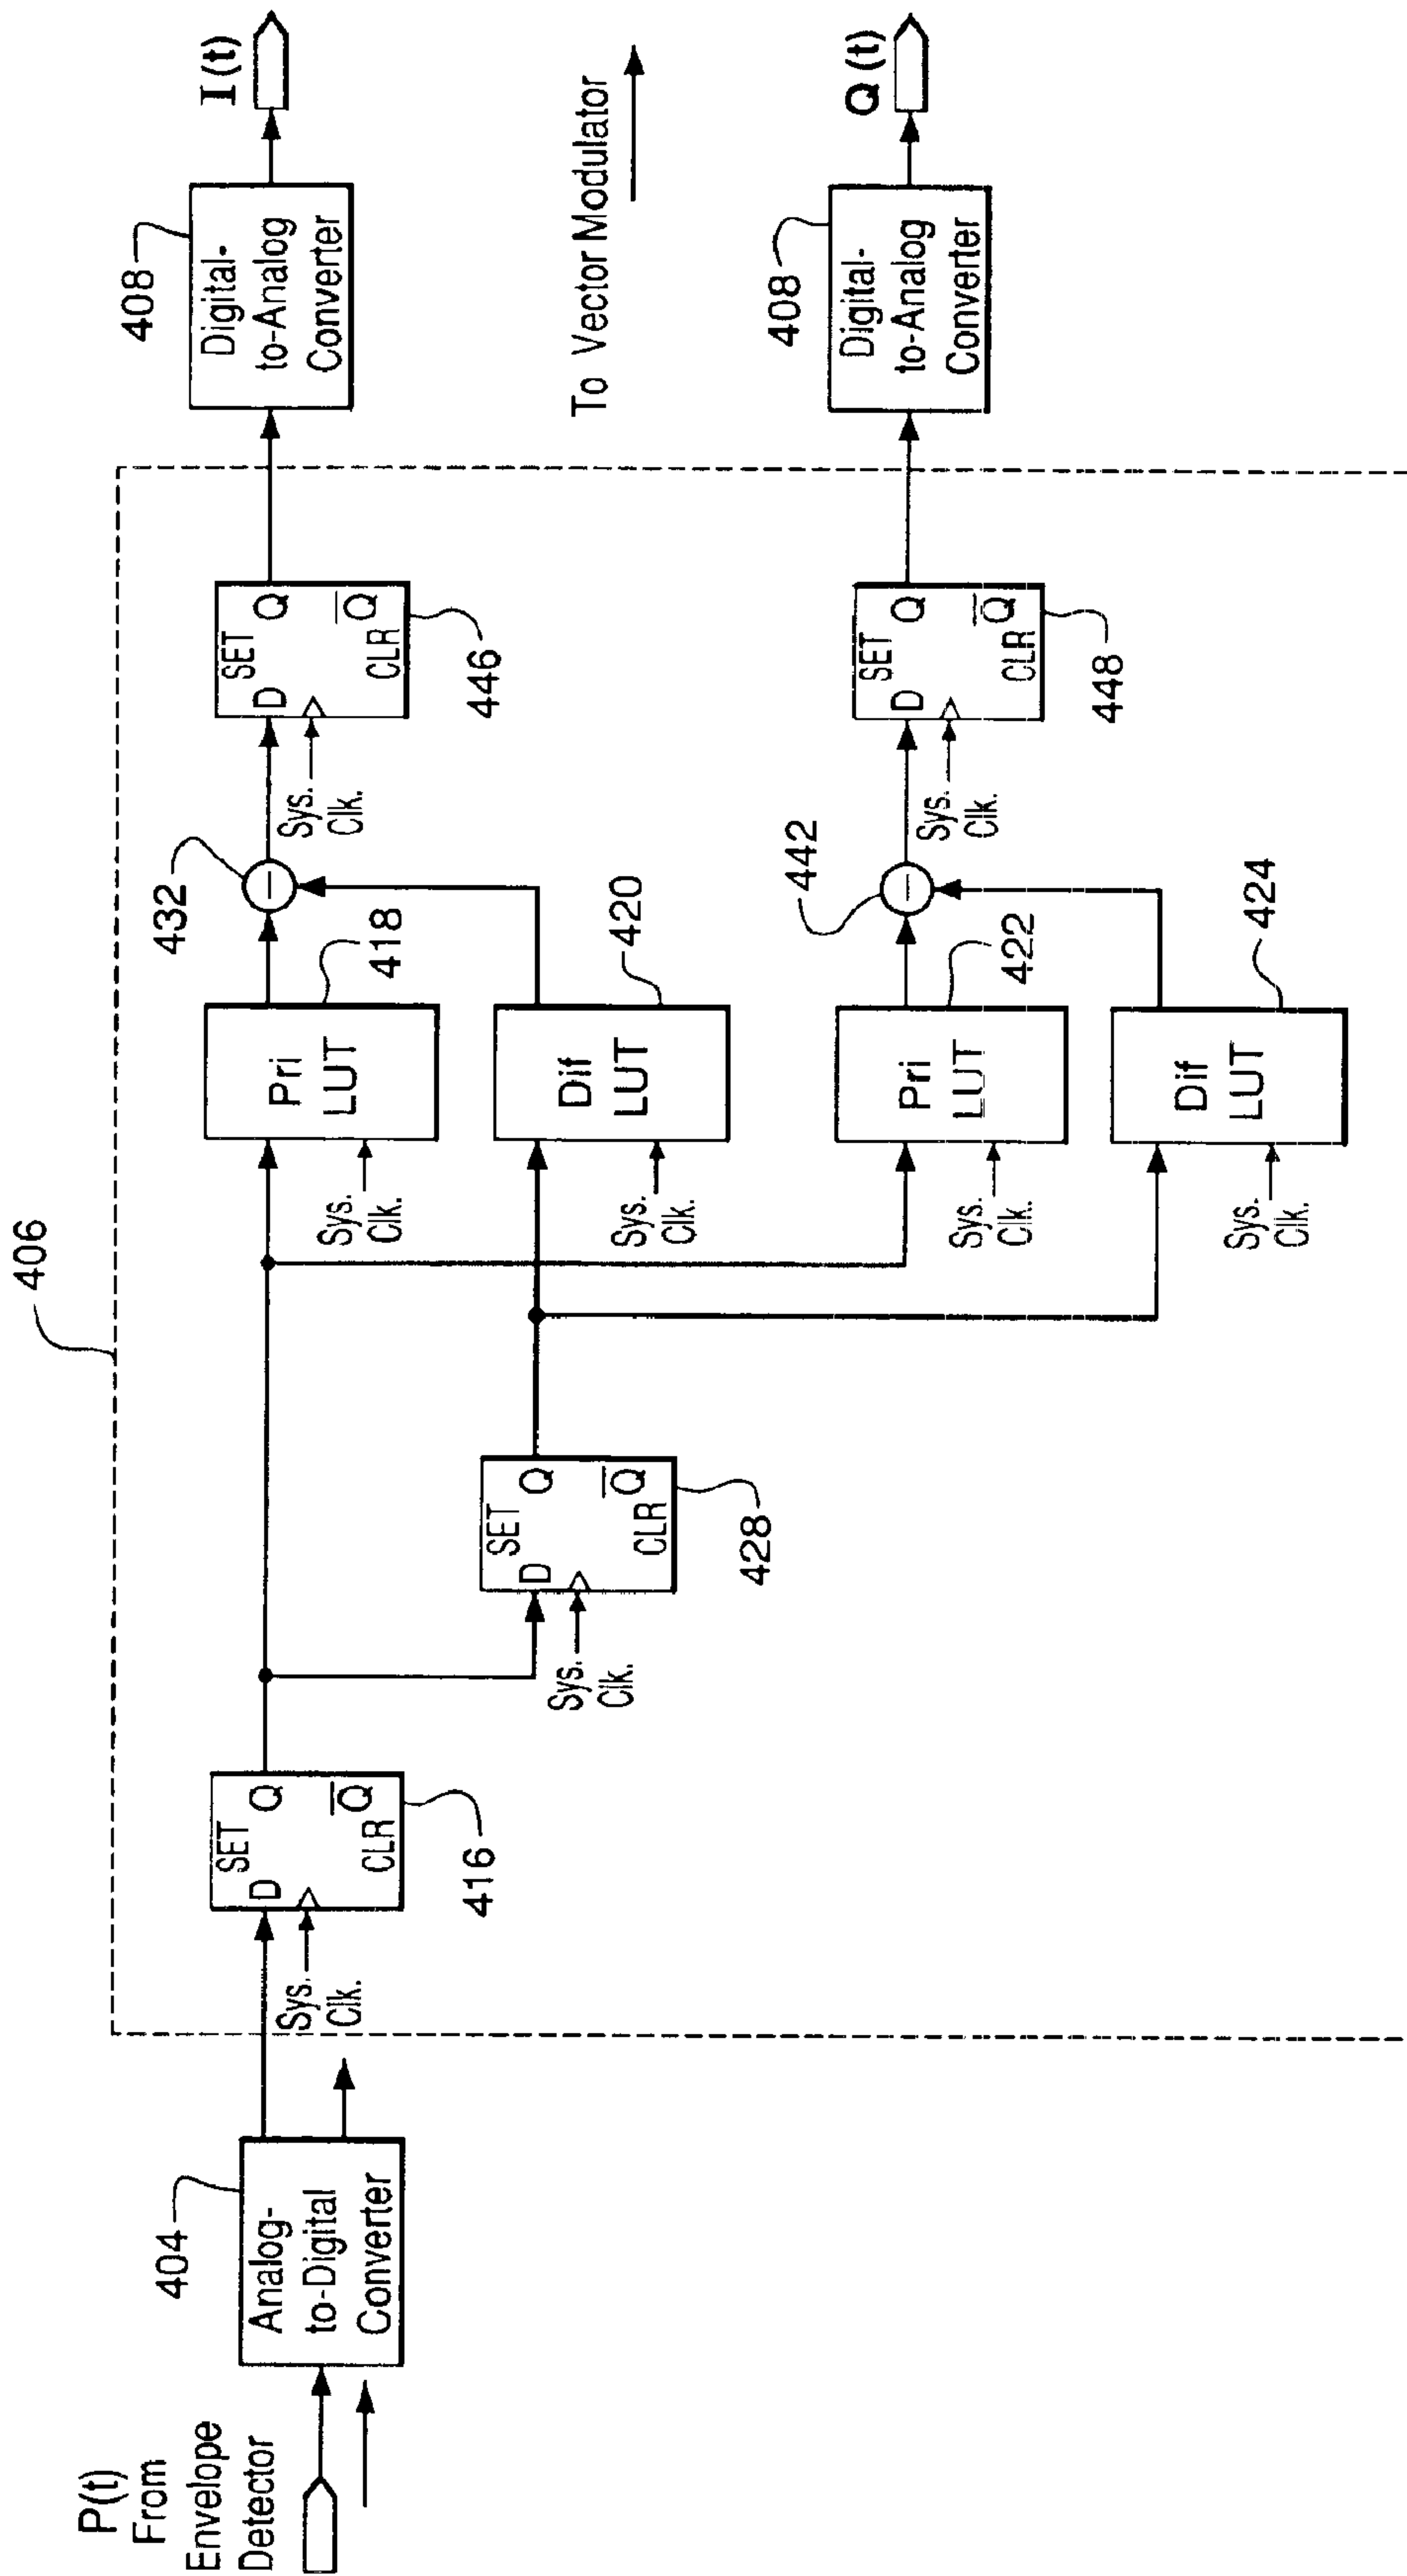 P(t)
From
Envelope
Detector
404
Analog-
to-Digital
Converter
406
Sys.
Clk.
SET
D Q
Q
CLR
416
Sys.
Clk.
SET
D Q
Q
CLR
428
Sys.
Clk.
Pri
LUT
418
Sys.
Clk.
Dif
LUT
420
Sys.
Clk.
Pri
LUT
422
Sys.
Clk.
Dif
LUT
424
432
442
Sys.
Clk.
SET
D Q
Q
CLR
446
Sys.
Clk.
SET
D Q
Q
CLR
448
408
Digital-
to-Analog
Converter
I(t)
To Vector Modulator
408
Digital-
to-Analog
Converter
Q(t)